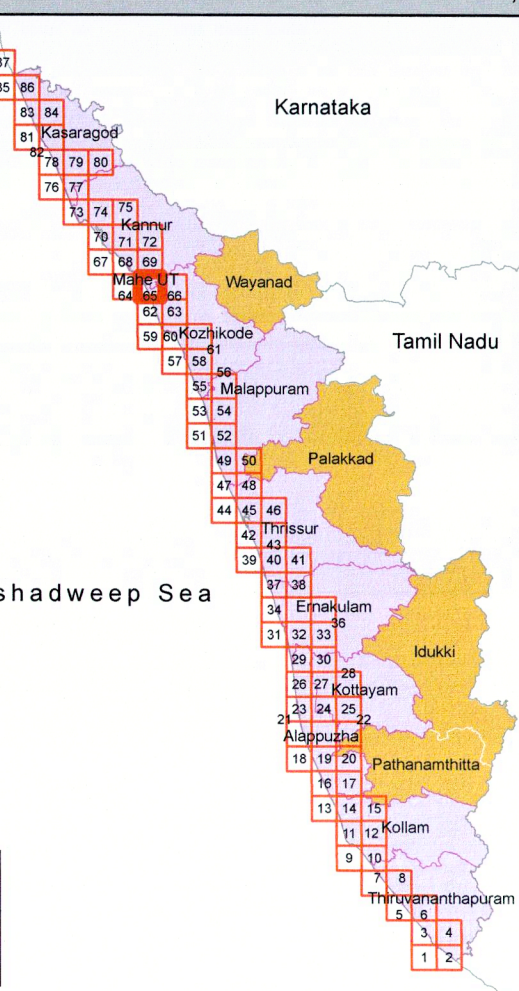 37
35 86
Karnataka
83 84
81 Kasaragod
82
78 79 80
76 77
73 74 75
Kannur
70 71 72
67 68 69
Mahe UT
Wayanad
64 65 66
62 63
59 60 Kozhikode
Tamil Nadu
61
57 58
56
55 Malappuram
53 54
51 52
49 50 Palakkad
47 48
44 45 46
Thrissur
42 43
39 40 41
37 38
shadweep Sea
34 Ernakulam
36
31 32 33
Idukki
29 30
28
26 27 Kottayam
23 24 25
21 22
Alappuzha
18 19 20 Pathanamthitta
16 17
13 14 15
11 12 Kollam
9 10
7 8
Thiruvananthapuram
5 6
3 4
1 2